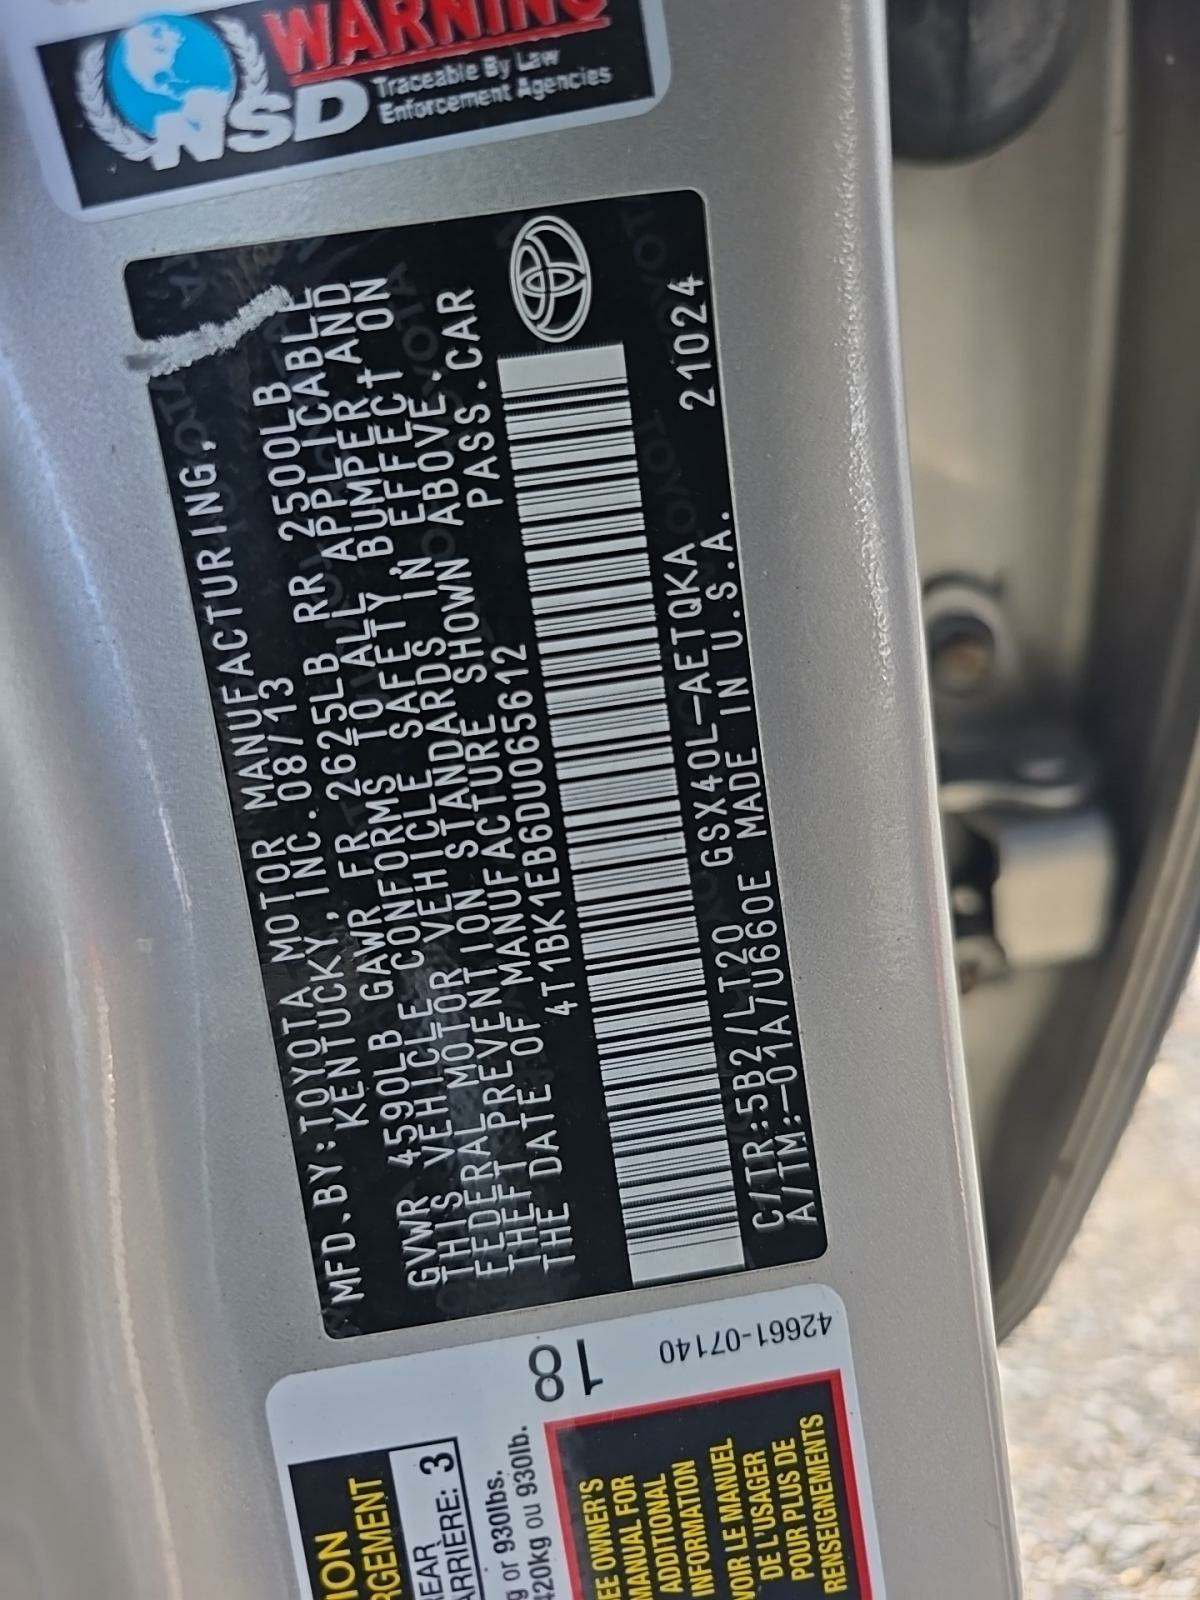 WARNING
NSD
Traceable By Law
Enforcement Agencies
MFD.BY:TOYOTA MOTOR MANUFACTURING,
KENTUCKY,INC. 08/13
GVWR 4590LB GAWR FR 2625LB RR 2500LB
THIS VEHICLE CONFORMS TO ALL APPLICABLE
FEDERAL MOTOR VEHICLE SAFETY, BUMPER, AND
THEFT PREVENTION STANDARDS IN EFFECT ON
THE DATE OF MANUFACTURE SHOWN ABOVE.
4T1BK1EB6DU065612 PASS.CAR
C/TR:5B2/LT20 GSX40L-AETQKA 21024
A/TM:-01A/U660E MADE IN U.S.A.
18
42661-07140
REAR
ARRIÈRE: 3
or 930lbs.
420kg ou 930lb.
OWNER'S
MANUAL FOR
ADDITIONAL
INFORMATION
VOIR LE MANUEL
DE L'USAGER
POUR PLUS DE
RENSEIGNEMENTS